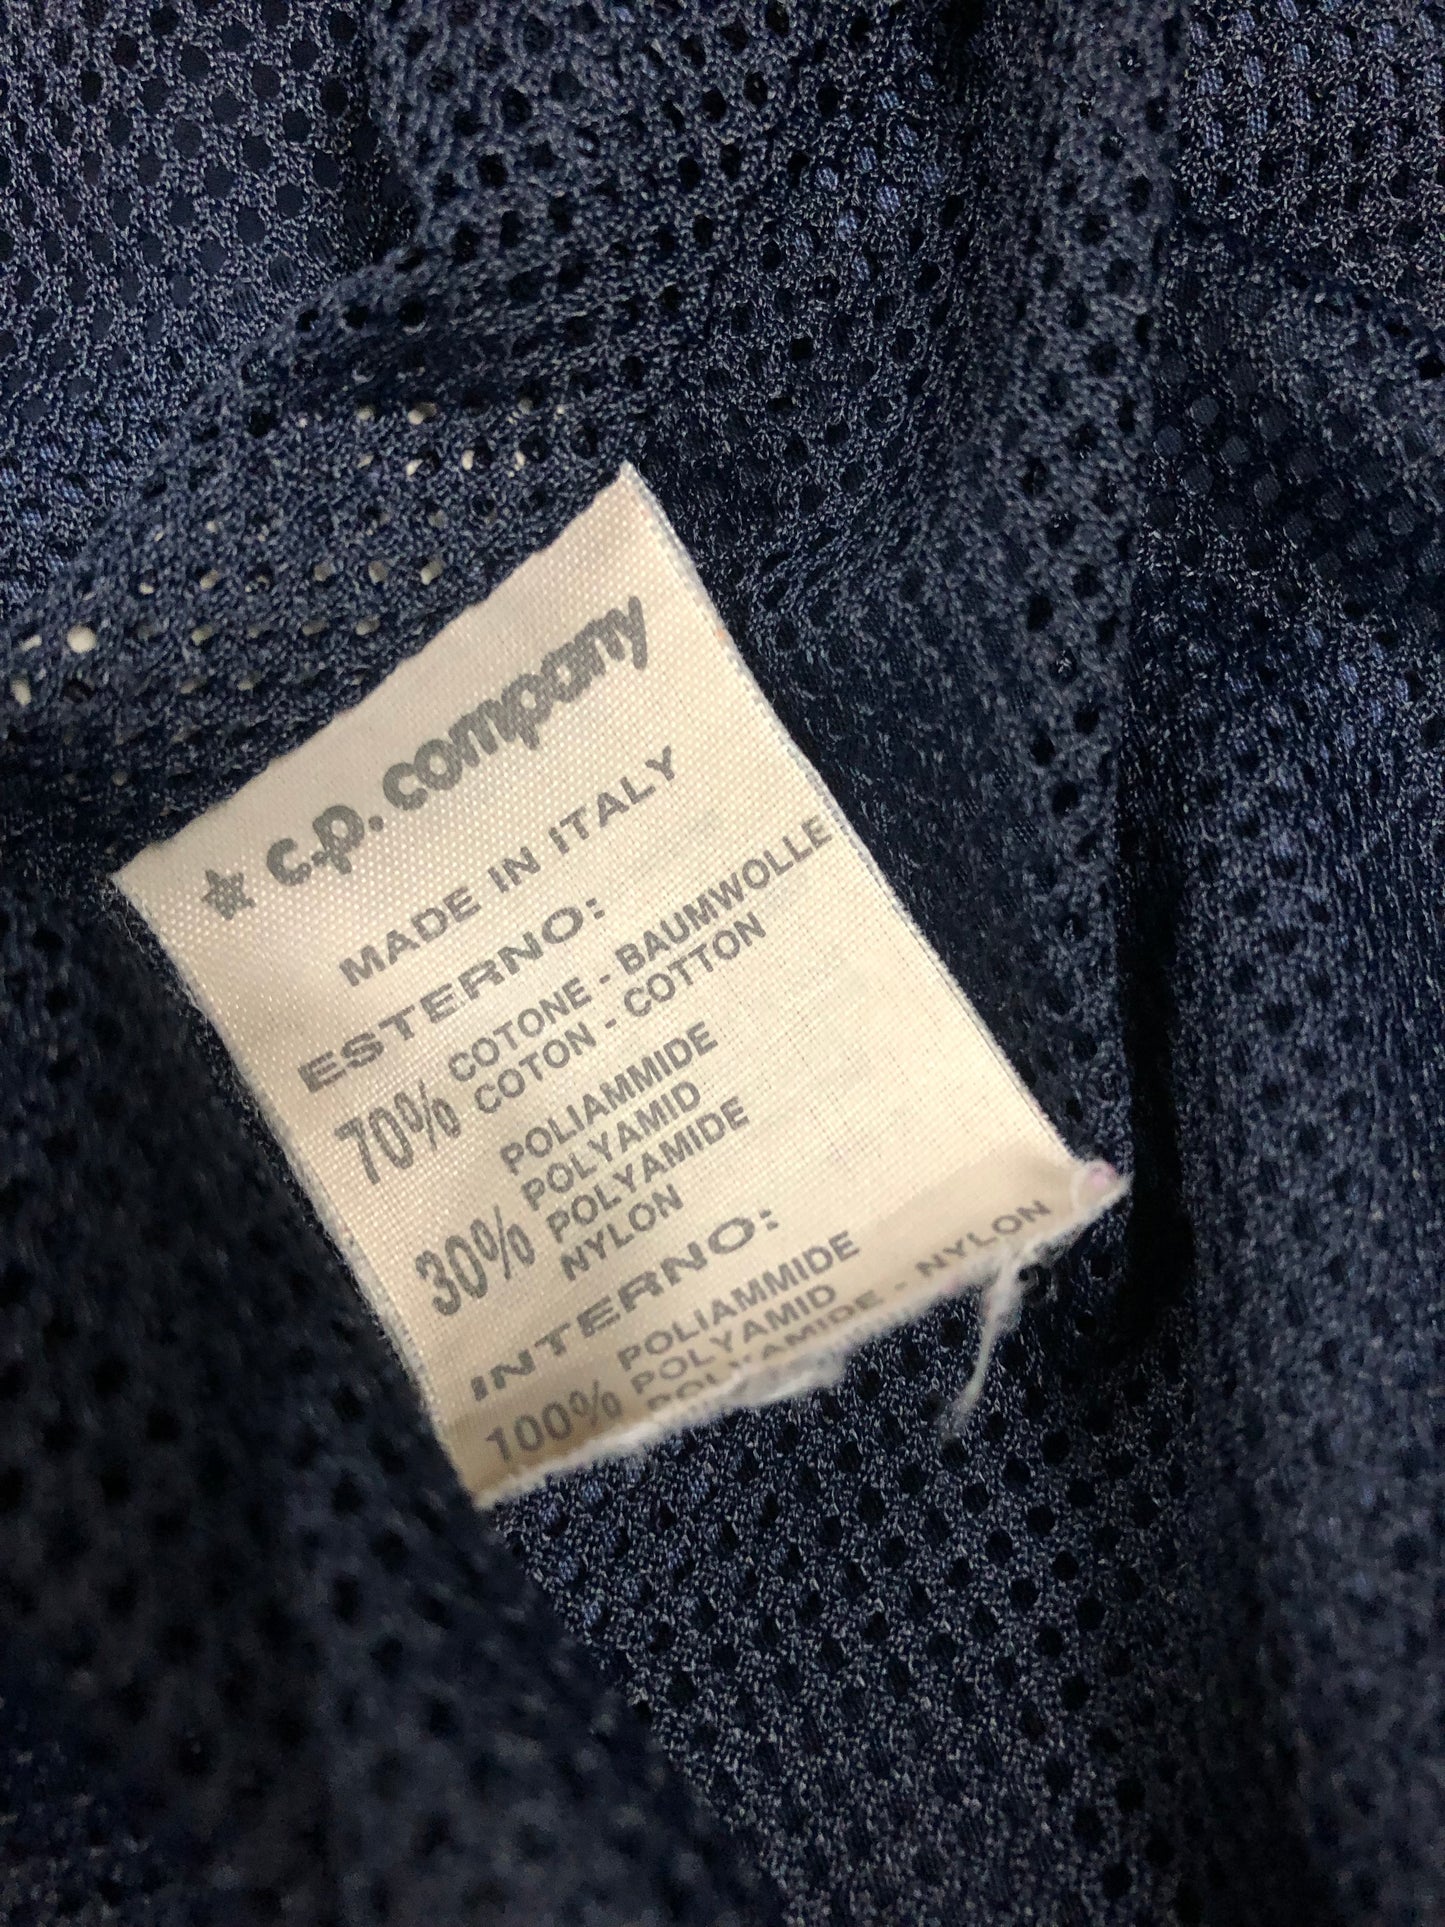 ★ c.p. company
MADE IN ITALY
ESTERNO:
70% COTONE - BAUMWOLLE
COTON - COTTON
30% POLIAMMIDE
POLYAMID
POLYAMIDE
NYLON
INTERNO:
100% POLIAMMIDE
POLYAMID
POLYAMIDE - NYLON